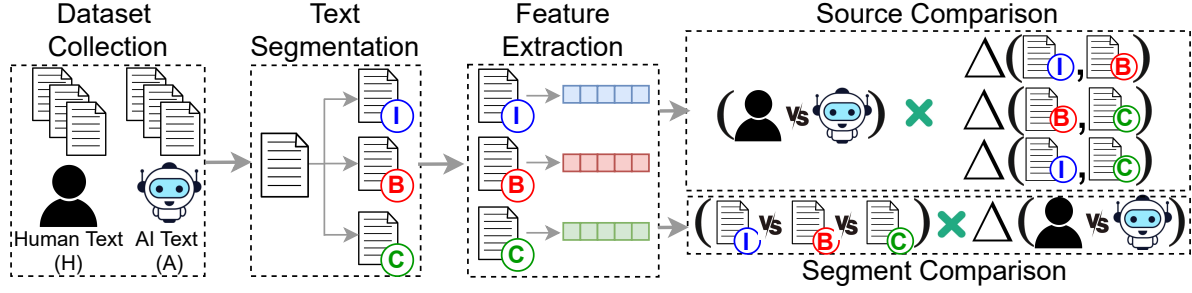 Dataset
Collection
Human Text
(H)
AI Text
(A)
Text
Segmentation
I
B
C
Feature
Extraction
I
B
C
Source Comparison
( VS ) × Δ( I , B )
Δ( B , C )
Δ( I , C )
( I VS B VS C ) × Δ( VS )
Segment Comparison